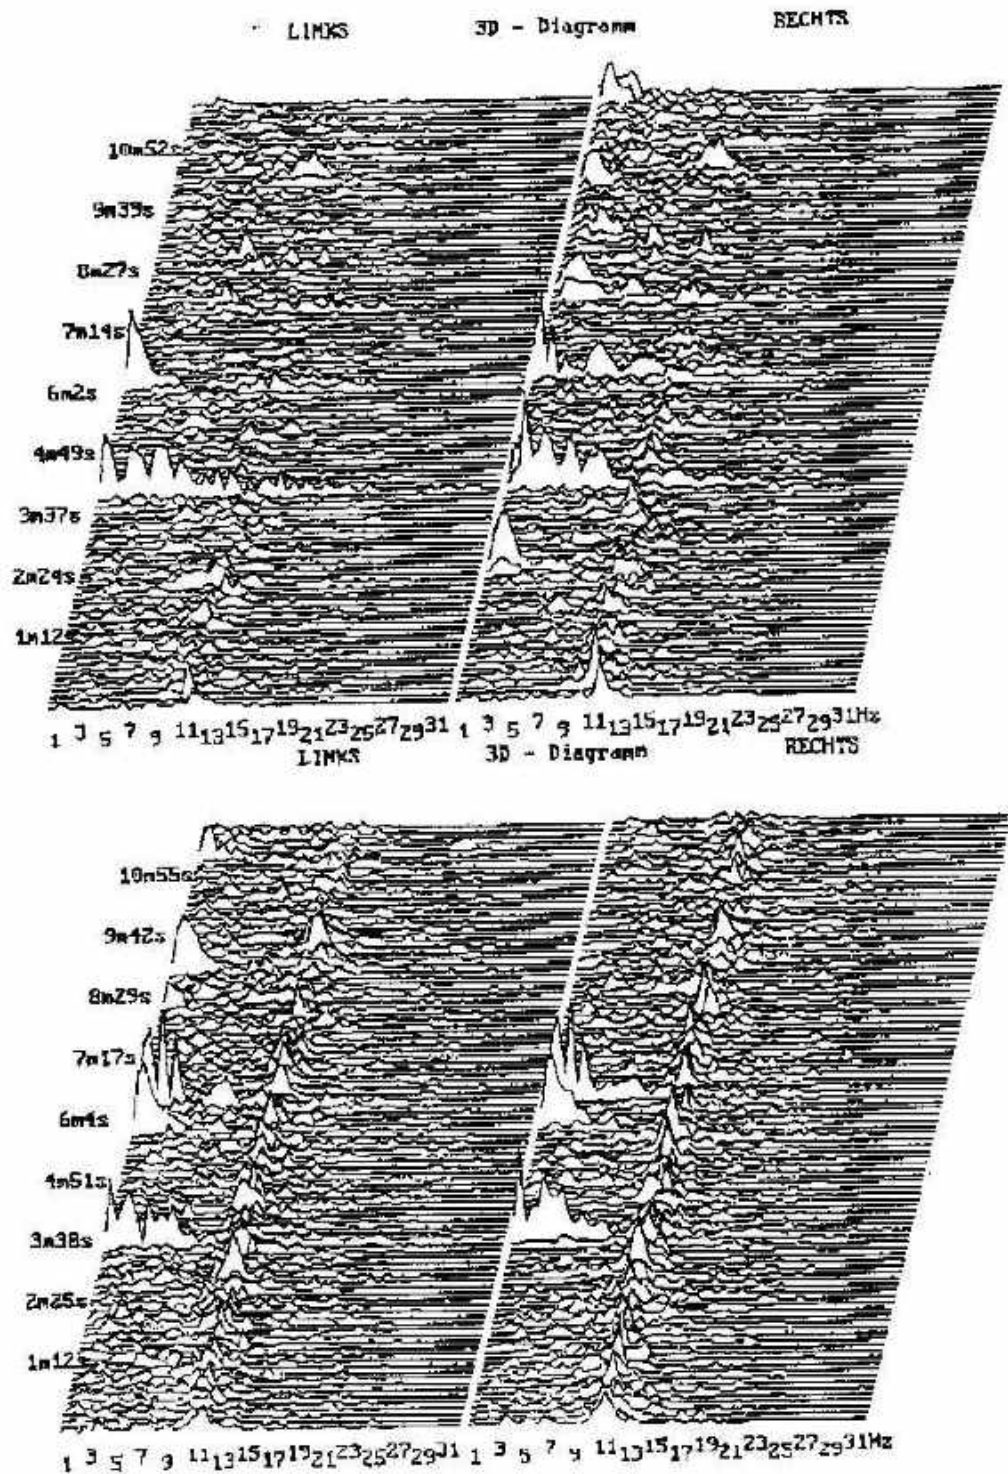 LINKS 3D - Diagramm RECHTS
10m52s
9m39s
8m27s
7m14s
6m2s
4m49s
3m37s
2m24s
1m12s
1 3 5 7 9 11 13 15 17 19 21 23 25 27 29 31 1 3 5 7 9 11 13 15 17 19 21 23 25 27 29 31Hz
LINKS 3D - Diagramm RECHTS
10m55s
9m42s
8m29s
7m17s
6m4s
4m51s
3m38s
2m25s
1m12s
1 3 5 7 9 11 13 15 17 19 21 23 25 27 29 31 1 3 5 7 9 11 13 15 17 19 21 23 25 27 29 31Hz